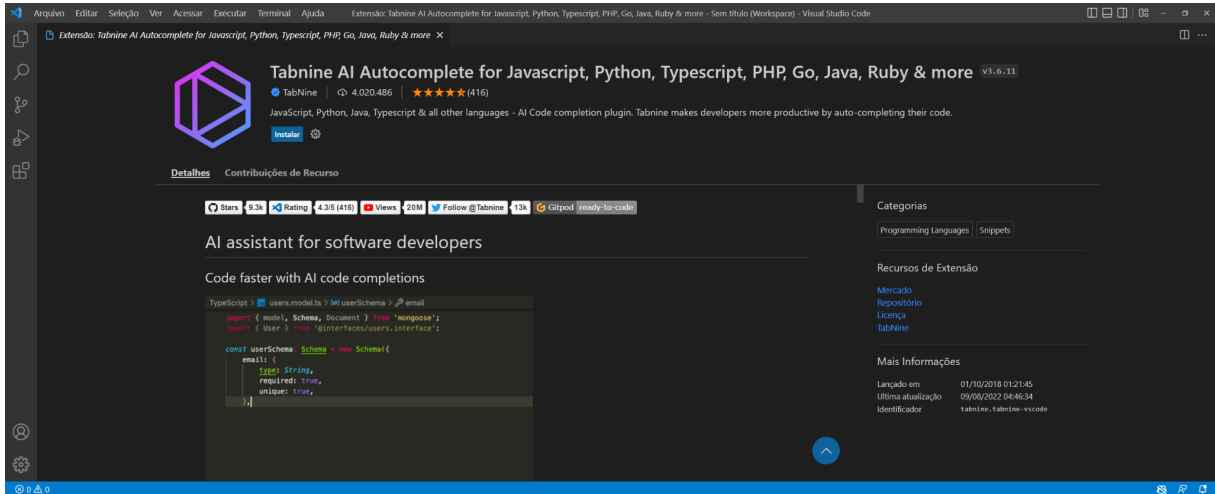 Arquivo Editar Seleção Ver Acessar Executar Terminal Ajuda Extensão: Tabnine AI Autocomplete for Javascript, Python, Typescript, PHP, Go, Java, Ruby & more - Sem título (Workspace) - Visual Studio Code
Extensão: Tabnine AI Autocomplete for Javascript, Python, Typescript, PHP, Go, Java, Ruby & more
Tabnine AI Autocomplete for Javascript, Python, Typescript, PHP, Go, Java, Ruby & more v3.6.11
TabNine 4.020.486 (416)
JavaScript, Python, Java, Typescript & all other languages - AI Code completion plugin. Tabnine makes developers more productive by auto-completing their code.
Instalar
Detalhes Contribuições de Recurso
Stars 9.3k Rating 4.3/5 (416) Views 20M Follow @Tabnine 13k Gitpod ready-to-code
AI assistant for software developers
Code faster with AI code completions
TypeScript > users.model.ts > userSchema > email
import { model, Schema, Document } from 'mongoose';
import { User } from '@interfaces/users.interface';
const userSchema: Schema = new Schema({
email: {
type: String,
required: true,
unique: true,
},
Categorias
Programming Languages Snippets
Recursos de Extensão
Mercado
Repositório
Licença
TabNine
Mais Informações
Lançado em 01/10/2018 01:21:45
Ultima atualização 09/08/2022 04:46:34
Identificador tabnine.tabnine-vscode
0 0